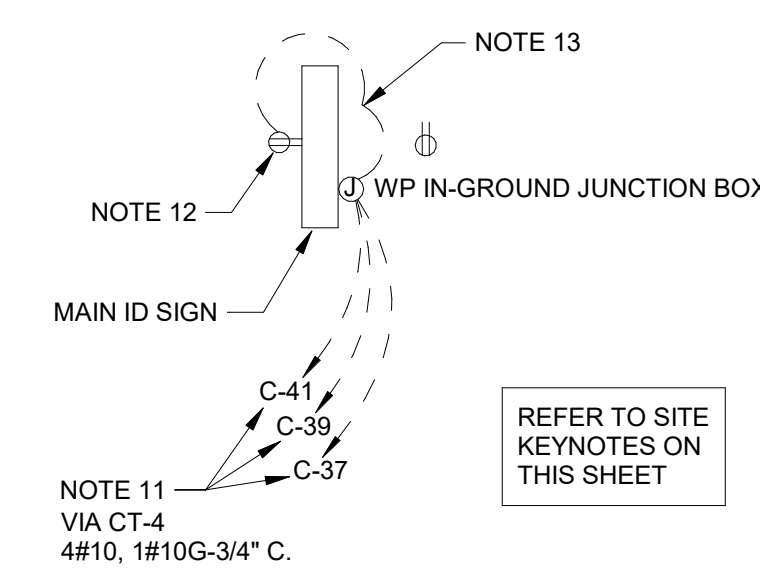 NOTE 13
J WP IN-GROUND JUNCTION BOX
NOTE 12
MAIN ID SIGN
C-41
C-39
C-37
NOTE 11
VIA CT-4
4#10, 1#10G-3/4" C.
REFER TO SITE
KEYNOTES ON
THIS SHEET